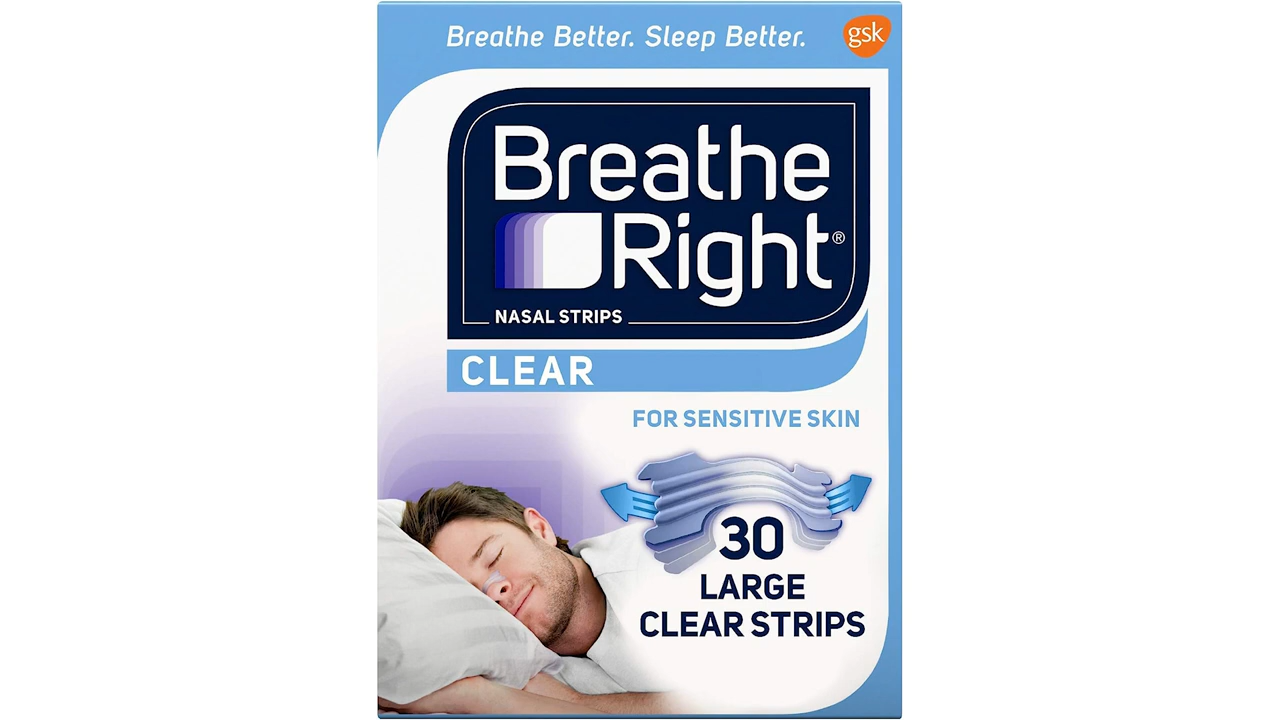 Breathe Better. Sleep Better.
gsk
Breathe
Right®
NASAL STRIPS
CLEAR
FOR SENSITIVE SKIN
30
LARGE
CLEAR STRIPS